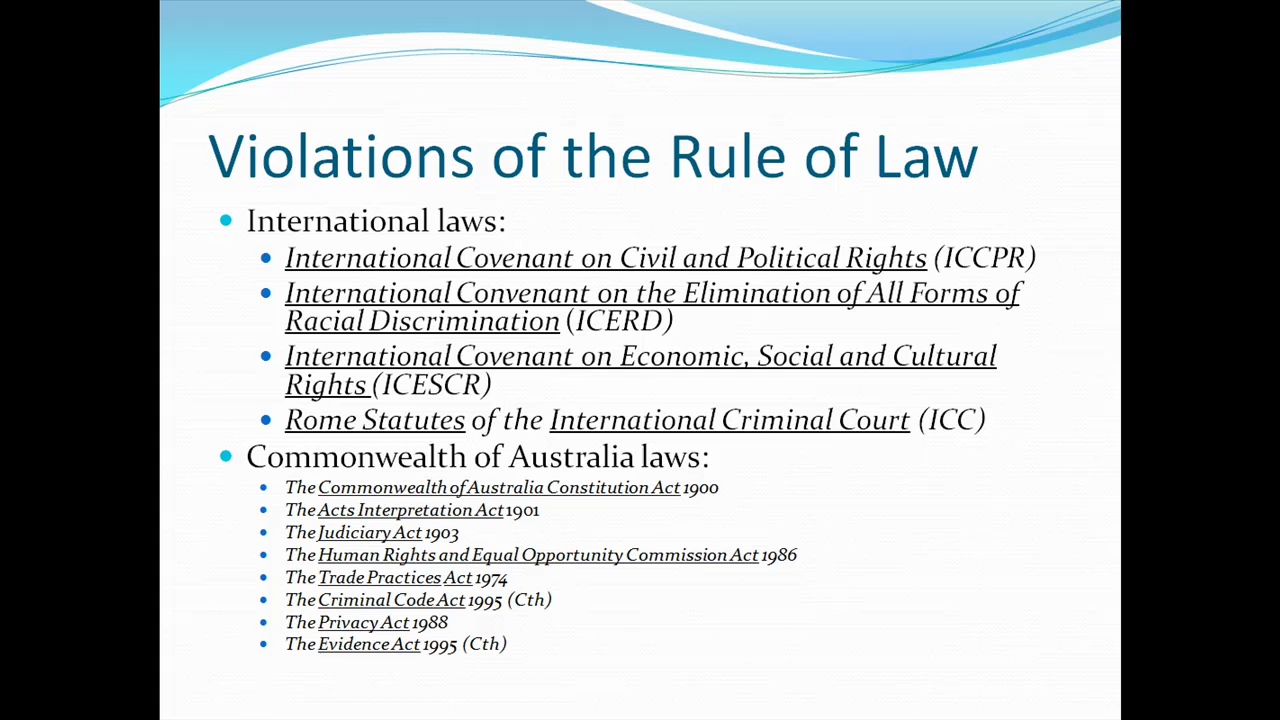 Violations of the Rule of Law
International laws:
International Covenant on Civil and Political Rights (ICCPR)
International Convenant on the Elimination of All Forms of
Racial Discrimination (ICERD)
International Covenant on Economic, Social and Cultural
Rights (ICESCR)
Rome Statutes of the International Criminal Court (ICC)
Commonwealth of Australia laws:
The Commonwealth of Australia Constitution Act 1900
The Acts Interpretation Act 1901
The Judiciary Act 1903
The Human Rights and Equal Opportunity Commission Act 1986
The Trade Practices Act 1974
The Criminal Code Act 1995 (Cth)
The Privacy Act 1988
The Evidence Act 1995 (Cth)